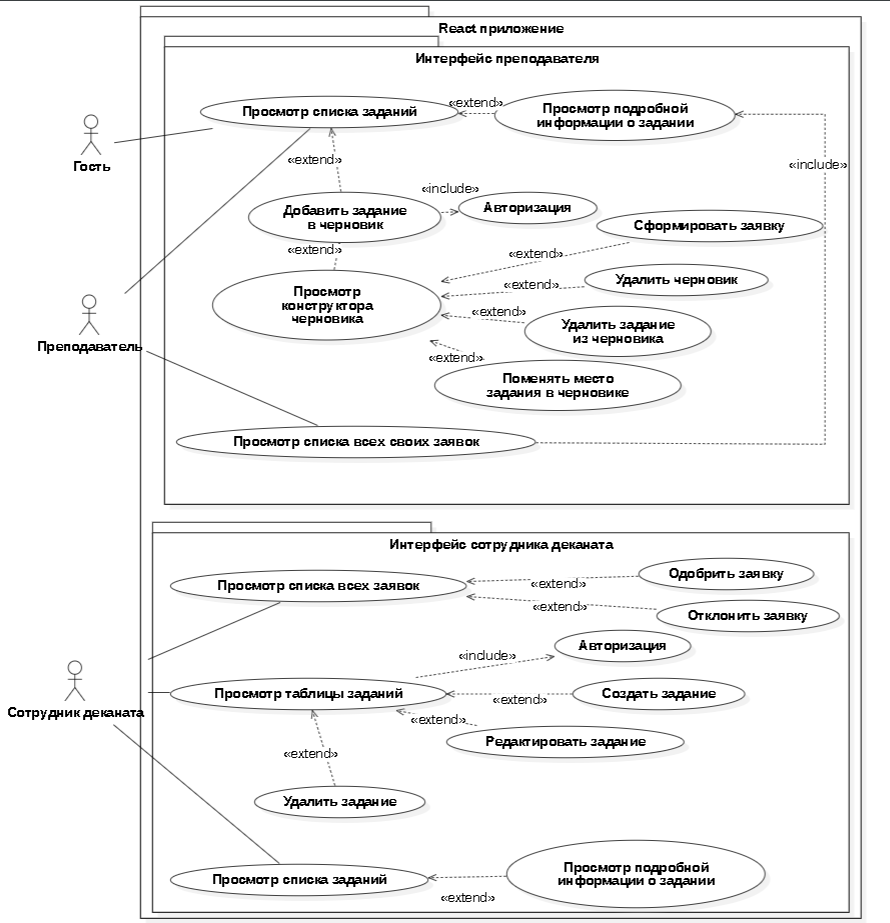 React приложение
Интерфейс преподавателя
Просмотр списка заданий
«extend»
Просмотр подробной
информации о задании
Гость
«extend»
«include»
«include»
Добавить задание
в черновик
Авторизация
Сформировать заявку
«extend»
«extend»
Просмотр
конструктора
черновика
«extend»
Удалить черновик
«extend»
Удалить задание
из черновика
Преподаватель
«extend»
Поменять место
задания в черновике
Просмотр списка всех своих заявок
Интерфейс сотрудника деканата
Просмотр списка всех заявок
«extend»
Одобрить заявку
«extend»
Отклонить заявку
«include»
Авторизация
Сотрудник деканата
Просмотр таблицы заданий
«extend»
Создать задание
«extend»
Редактировать задание
«extend»
Удалить задание
Просмотр списка заданий
«extend»
Просмотр подробной
информации о задании